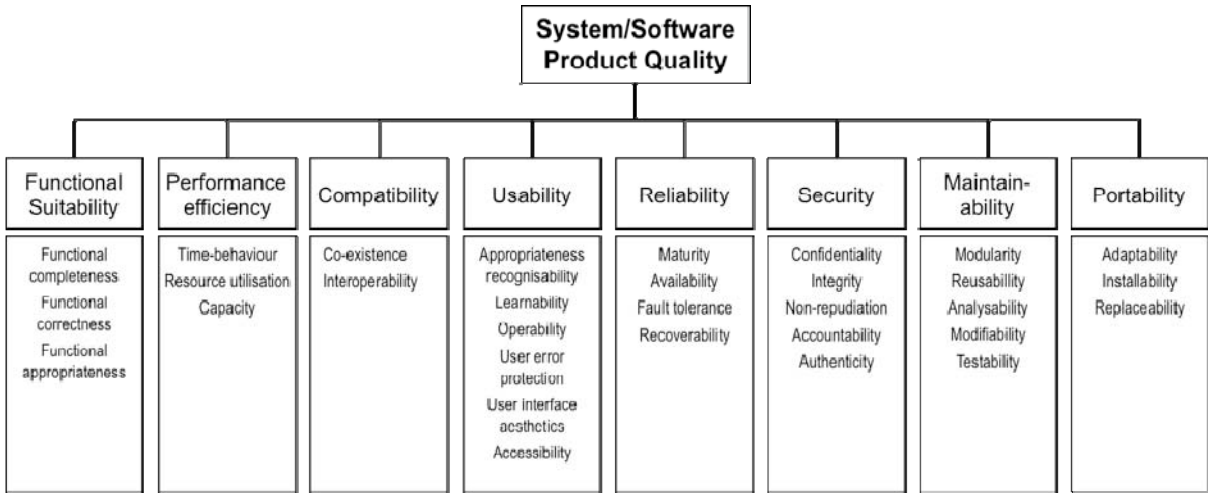 System/Software
Product Quality
Functional
Suitability
Performance
efficiency
Compatibility
Usability
Reliability
Security
Maintain-
ability
Portability
Functional
completeness
Functional
correctness
Functional
appropriateness
Time-behaviour
Resource utilisation
Capacity
Co-existence
Interoperability
Appropriateness
recognisability
Learnability
Operability
User error
protection
User interface
aesthetics
Accessibility
Maturity
Availability
Fault tolerance
Recoverability
Confidentiality
Integrity
Non-repudiation
Accountability
Authenticity
Modularity
Reusability
Analysability
Modifiability
Testability
Adaptability
Installability
Replaceability